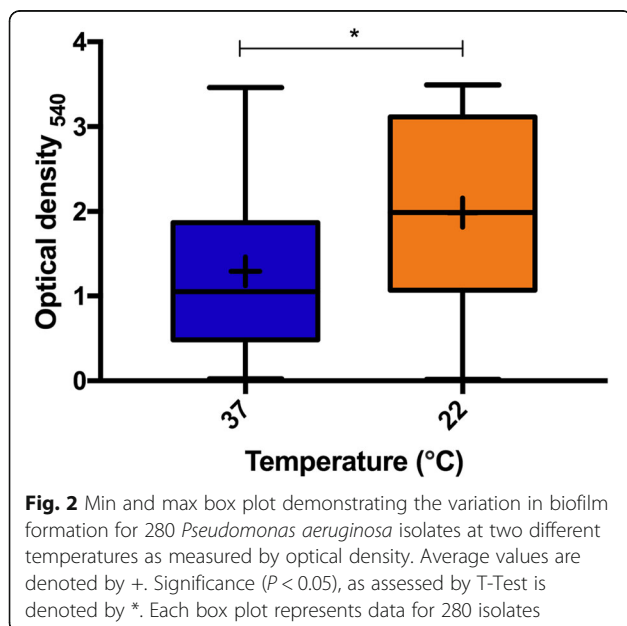 *
4
3
2
1
0
Optical density 540
37
22
Temperature (°C)
Fig. 2 Min and max box plot demonstrating the variation in biofilm
formation for 280 Pseudomonas aeruginosa isolates at two different
temperatures as measured by optical density. Average values are
denoted by +. Significance (P < 0.05), as assessed by T-Test is
denoted by *. Each box plot represents data for 280 isolates